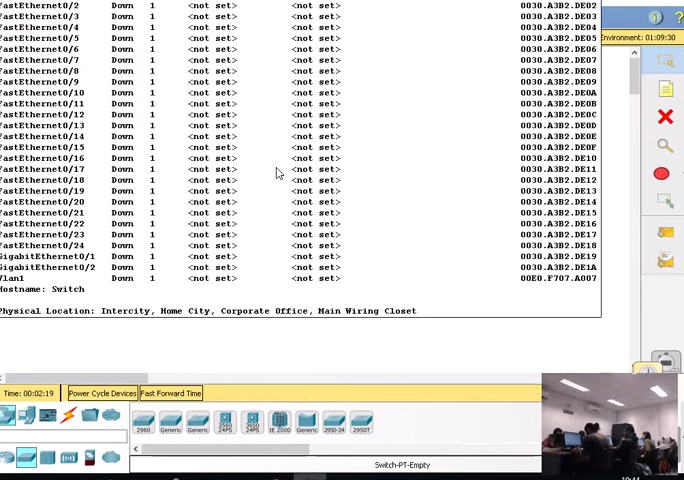 FastEthernet0/2 Down 1 <not set> <not set> 0030.A3B2.DE02
FastEthernet0/3 Down 1 <not set> <not set> 0030.A3B2.DE03
FastEthernet0/4 Down 1 <not set> <not set> 0030.A3B2.DE04
FastEthernet0/5 Down 1 <not set> <not set> 0030.A3B2.DE05
FastEthernet0/6 Down 1 <not set> <not set> 0030.A3B2.DE06
FastEthernet0/7 Down 1 <not set> <not set> 0030.A3B2.DE07
FastEthernet0/8 Down 1 <not set> <not set> 0030.A3B2.DE08
FastEthernet0/9 Down 1 <not set> <not set> 0030.A3B2.DE09
FastEthernet0/10 Down 1 <not set> <not set> 0030.A3B2.DE0A
FastEthernet0/11 Down 1 <not set> <not set> 0030.A3B2.DE0B
FastEthernet0/12 Down 1 <not set> <not set> 0030.A3B2.DE0C
FastEthernet0/13 Down 1 <not set> <not set> 0030.A3B2.DE0D
FastEthernet0/14 Down 1 <not set> <not set> 0030.A3B2.DE0E
FastEthernet0/15 Down 1 <not set> <not set> 0030.A3B2.DE0F
FastEthernet0/16 Down 1 <not set> <not set> 0030.A3B2.DE10
FastEthernet0/17 Down 1 <not set> <not set> 0030.A3B2.DE11
FastEthernet0/18 Down 1 <not set> <not set> 0030.A3B2.DE12
FastEthernet0/19 Down 1 <not set> <not set> 0030.A3B2.DE13
FastEthernet0/20 Down 1 <not set> <not set> 0030.A3B2.DE14
FastEthernet0/21 Down 1 <not set> <not set> 0030.A3B2.DE15
FastEthernet0/22 Down 1 <not set> <not set> 0030.A3B2.DE16
FastEthernet0/23 Down 1 <not set> <not set> 0030.A3B2.DE17
FastEthernet0/24 Down 1 <not set> <not set> 0030.A3B2.DE18
GigabitEthernet0/1 Down 1 <not set> <not set> 0030.A3B2.DE19
GigabitEthernet0/2 Down 1 <not set> <not set> 0030.A3B2.DE1A
Vlan1 Down 1 <not set> <not set> 00E0.F707.A007
Hostname: Switch
Physical Location: Intercity, Home City, Corporate Office, Main Wiring Closet
Environment: 01:09:30
Time: 00:02:19 Power Cycle Devices Fast Forward Time
2960 Generic Generic 3560 24PS 3650 24PS IE 2000 Generic 2950-24 2950T
Switch-PT-Empty